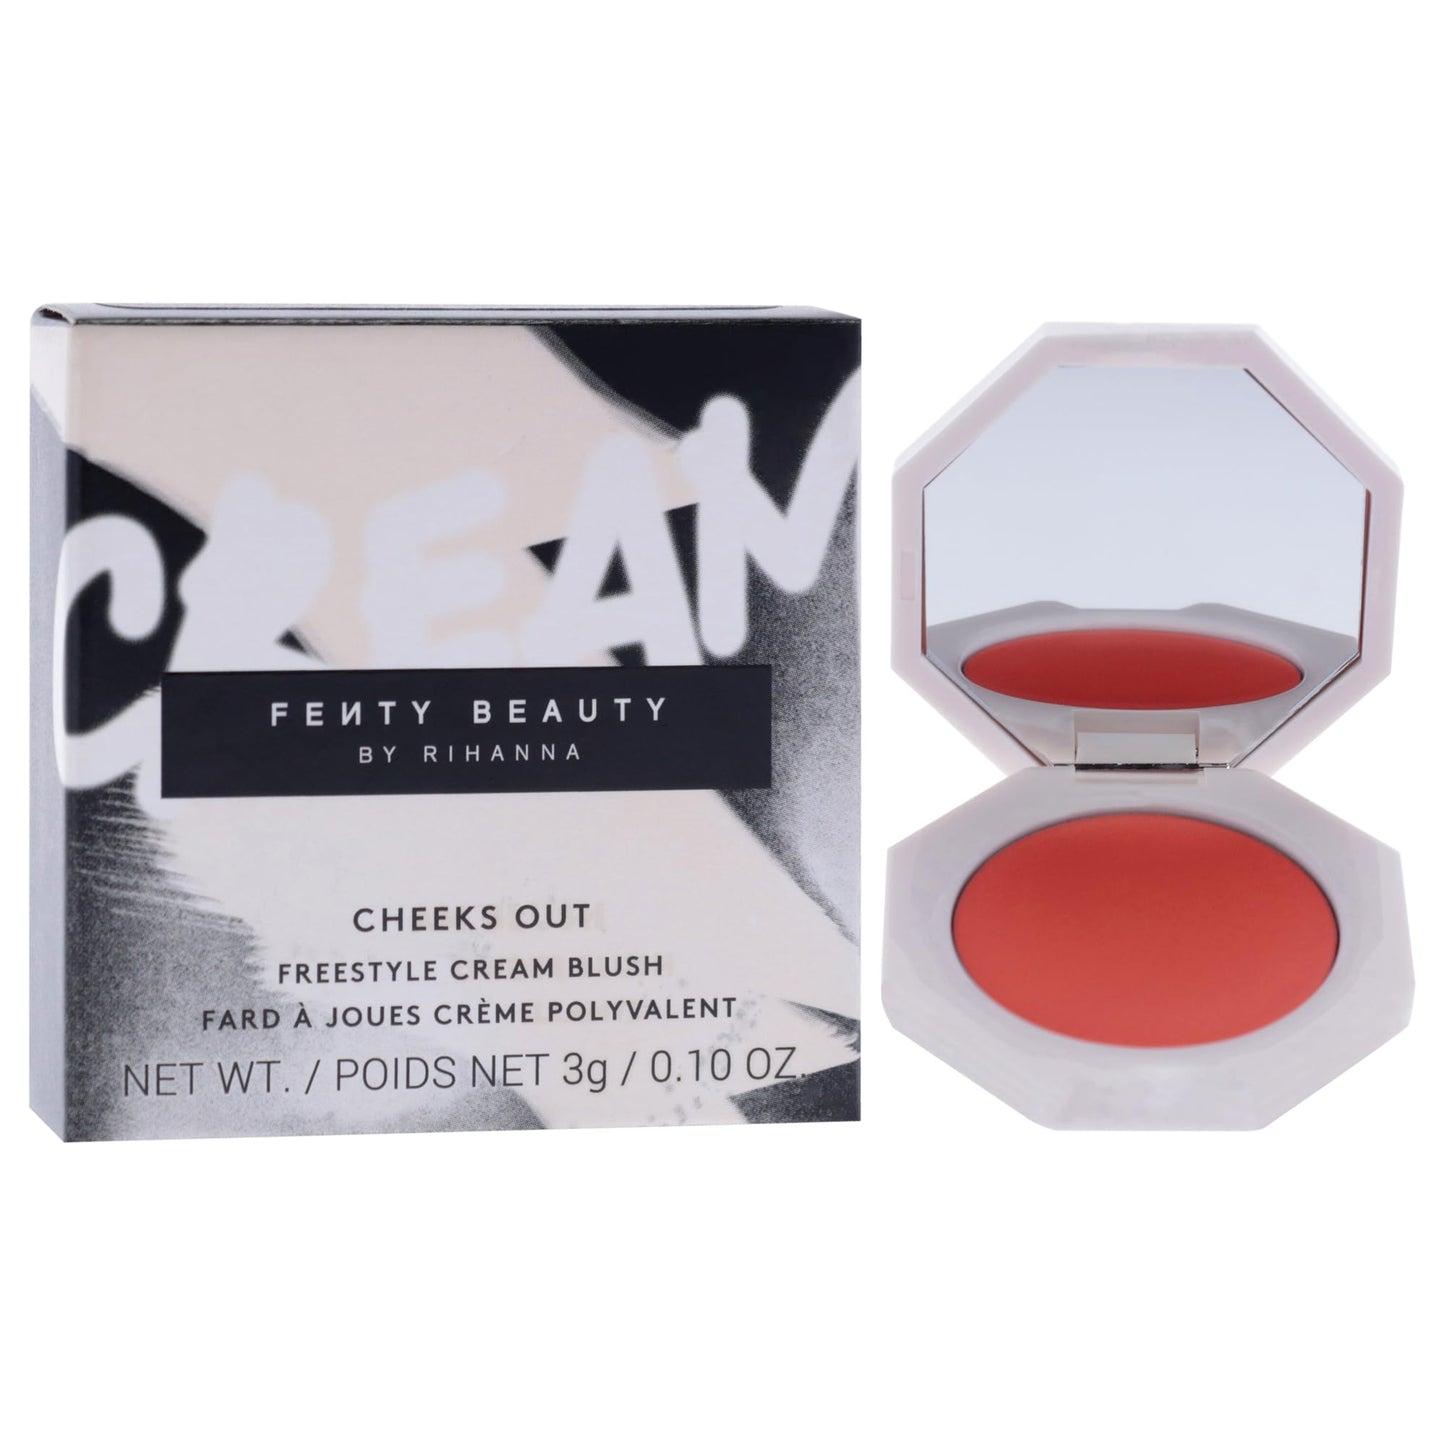 CREAM
FENTY BEAUTY
BY RIHANNA
CHEEKS OUT
FREESTYLE CREAM BLUSH
FARD À JOUES CRÈME POLYVALENT
NET WT. / POIDS NET 3g / 0.10 OZ.